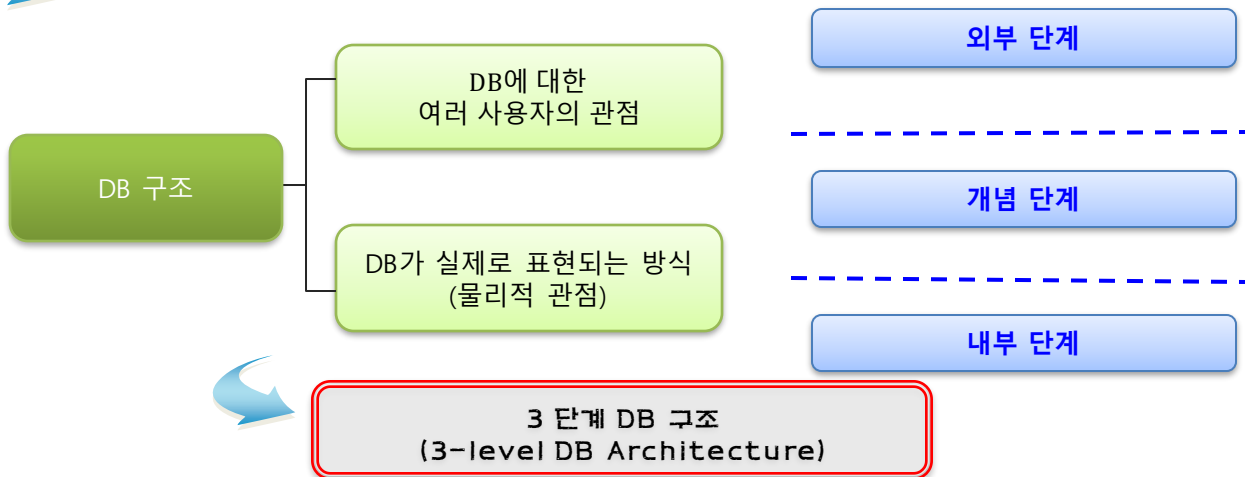 DB 구조
DB에 대한
여러 사용자의 관점
DB가 실제로 표현되는 방식
(물리적 관점)
3 단계 DB 구조
(3-level DB Architecture)
외부 단계
개념 단계
내부 단계